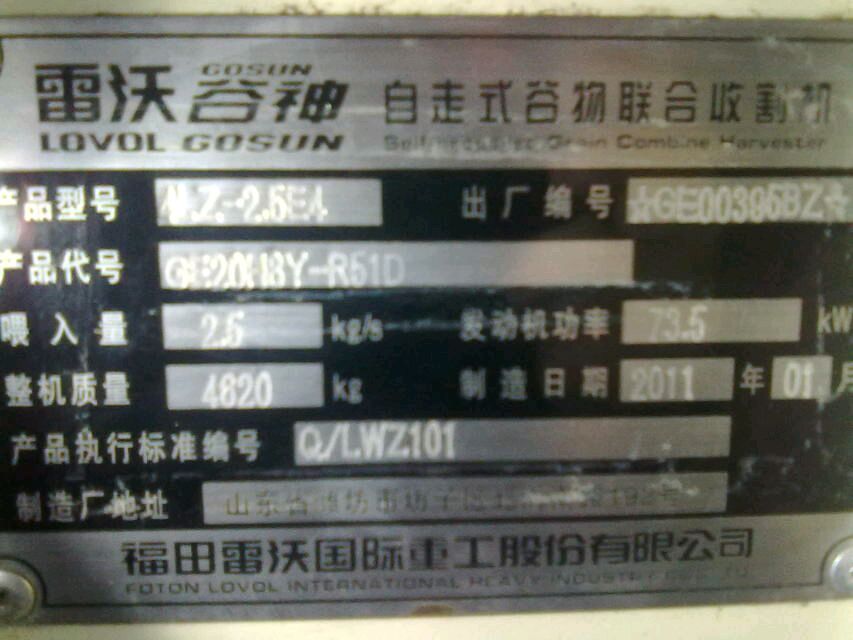 GOSUN
雷沃谷神 自走式谷物联合收割机
LOVOL GOSUN Grain Combine Harvester
产品型号 出厂编号 ☆GE00395BZ☆
产品代号
喂入量 2.5 kg/s 发动机功率 73.5 kW
整机质量 4820 kg 制造日期 2011 年 01 月
产品执行标准编号 Q/LWZ101
制造厂地址 山东省潍坊市坊子区
福田雷沃国际重工股份有限公司
FOTON LOVOL INTERNATIONAL HEAVY INDUSTRY